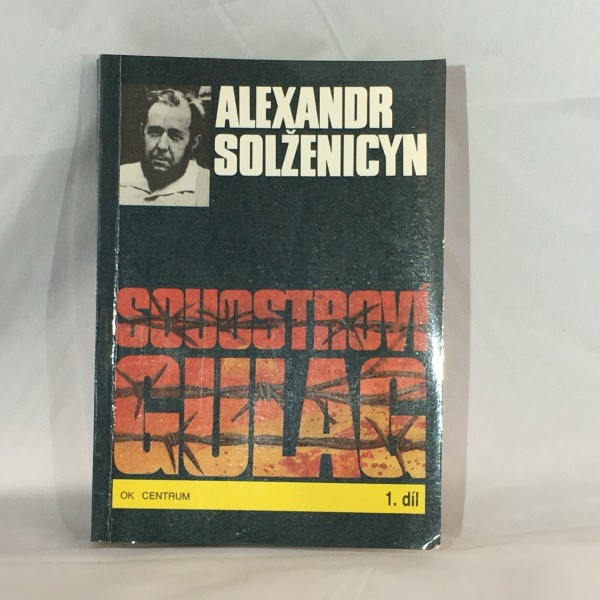 ALEXANDR
SOLŽENICYN
SOUOSTROVÍ
GULAG
OK CENTRUM
1. díl